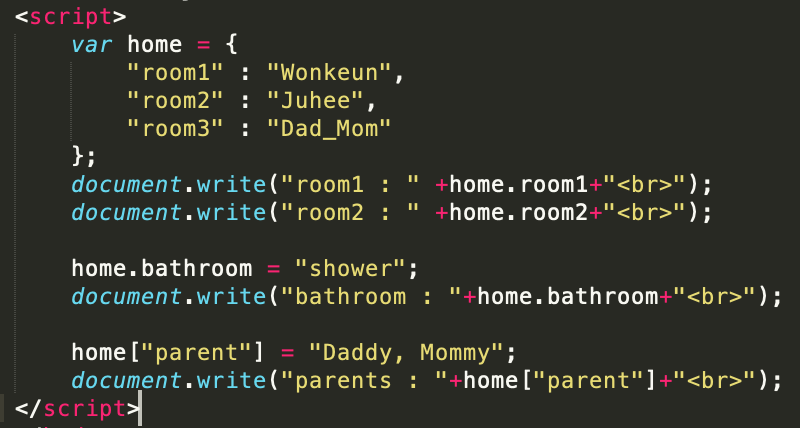 <script>
var home = {
"room1" : "Wonkeun",
"room2" : "Juhee",
"room3" : "Dad_Mom"
};
document.write("room1 : " +home.room1+"<br>");
document.write("room2 : " +home.room2+"<br>");
home.bathroom = "shower";
document.write("bathroom : "+home.bathroom+"<br>");
home["parent"] = "Daddy, Mommy";
document.write("parents : "+home["parent"]+"<br>");
</script>